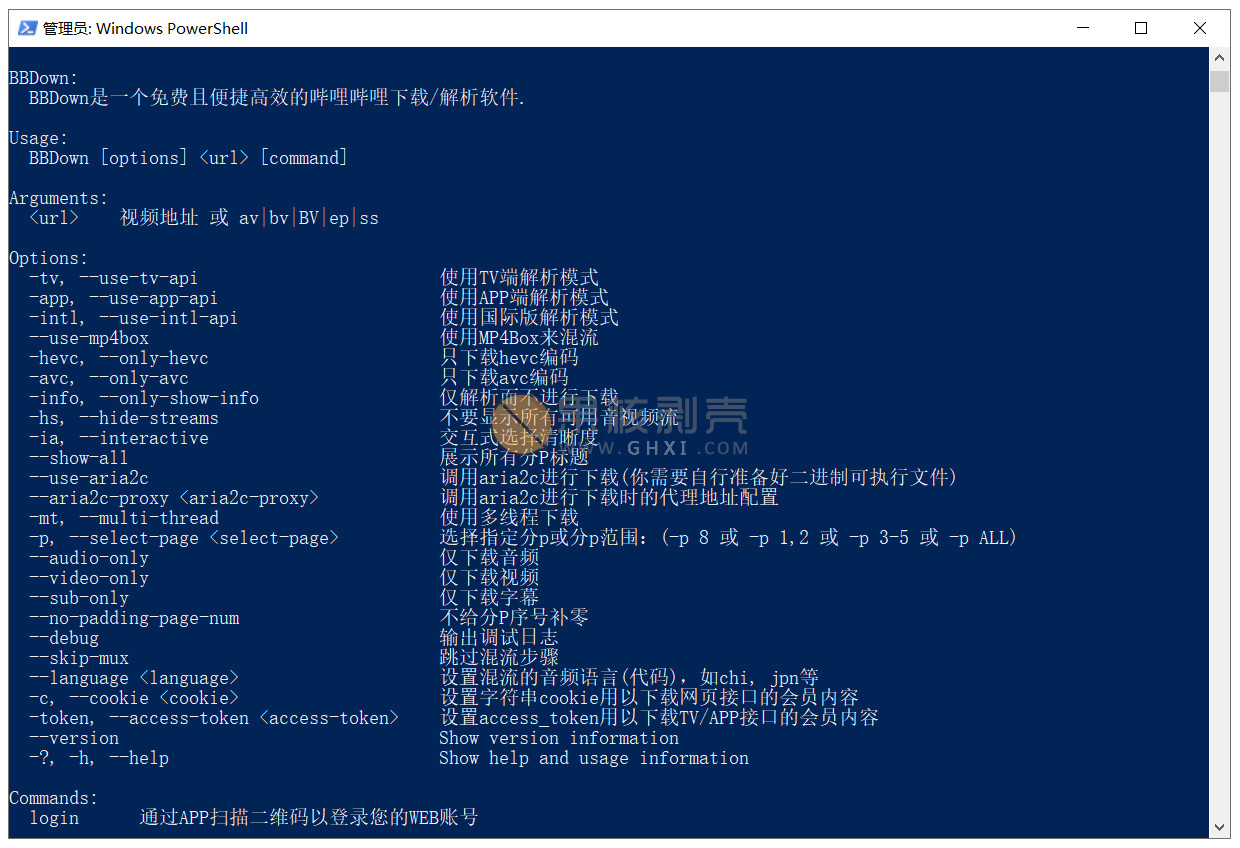 管理员: Windows PowerShell
BBDown:
BBDown是一个免费且便捷高效的哔哩哔哩下载/解析软件.
Usage:
BBDown [options] <url> [command]
Arguments:
<url> 视频地址 或 av|bv|BV|ep|ss
Options:
-tv, --use-tv-api 使用TV端解析模式
-app, --use-app-api 使用APP端解析模式
-intl, --use-intl-api 使用国际版解析模式
--use-mp4box 使用MP4Box来混流
-hevc, --only-hevc 只下载hevc编码
-avc, --only-avc 只下载avc编码
-info, --only-show-info 仅解析而不进行下载
-hs, --hide-streams 不要显示所有可用音视频流
-ia, --interactive 交互式选择清晰度
--show-all 展示所有分P标题
--use-aria2c 调用aria2c进行下载(你需要自行准备好二进制可执行文件)
--aria2c-proxy <aria2c-proxy> 调用aria2c进行下载时的代理地址配置
-mt, --multi-thread 使用多线程下载
-p, --select-page <select-page> 选择指定分p或分p范围: (-p 8 或 -p 1,2 或 -p 3-5 或 -p ALL)
--audio-only 仅下载音频
--video-only 仅下载视频
--sub-only 仅下载字幕
--no-padding-page-num 不给分P序号补零
--debug 输出调试日志
--skip-mux 跳过混流步骤
--language <language> 设置混流的音频语言(代码), 如chi, jpn等
-c, --cookie <cookie> 设置字符串cookie用以下载网页接口的会员内容
-token, --access-token <access-token> 设置access_token用以下载TV/APP接口的会员内容
--version Show version information
-?, -h, --help Show help and usage information
Commands:
login 通过APP扫描二维码以登录您的WEB账号
果核剥壳
WWW.GHXI.COM